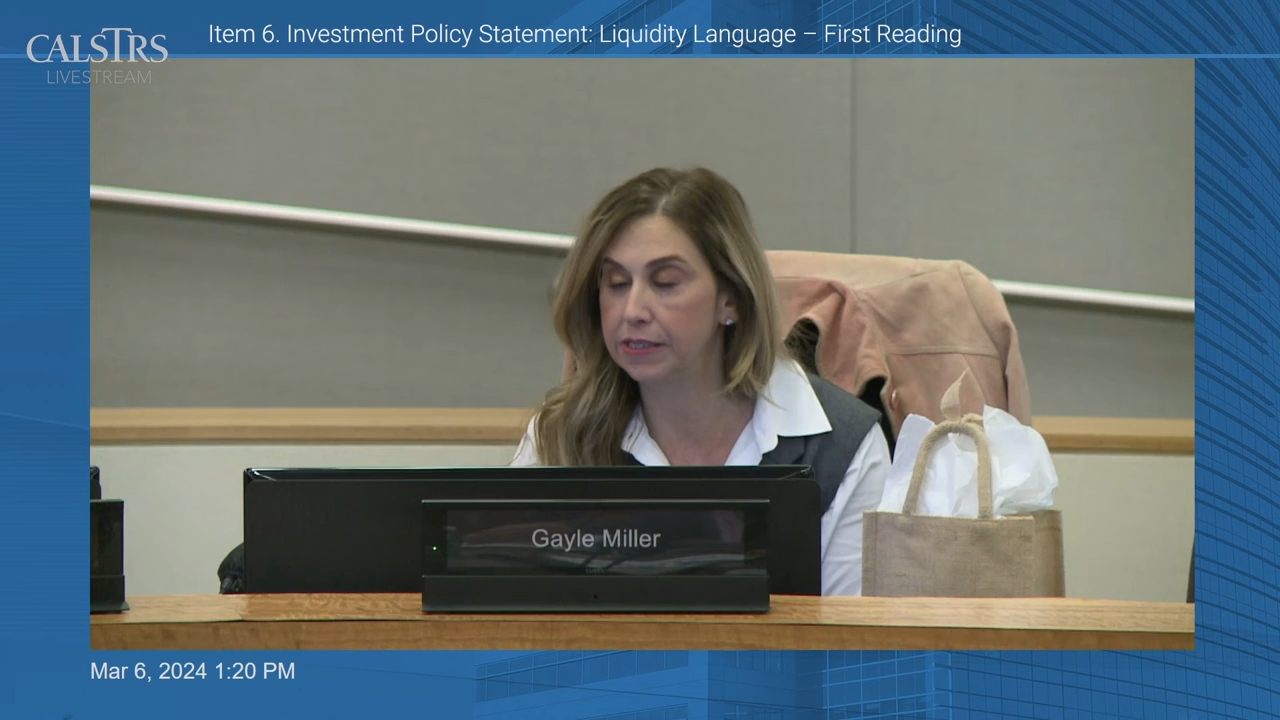 Item 6. Investment Policy Statement: Liquidity Language – First Reading
CALSTRS
LIVESTREAM
Gayle Miller
Mar 6, 2024 1:20 PM